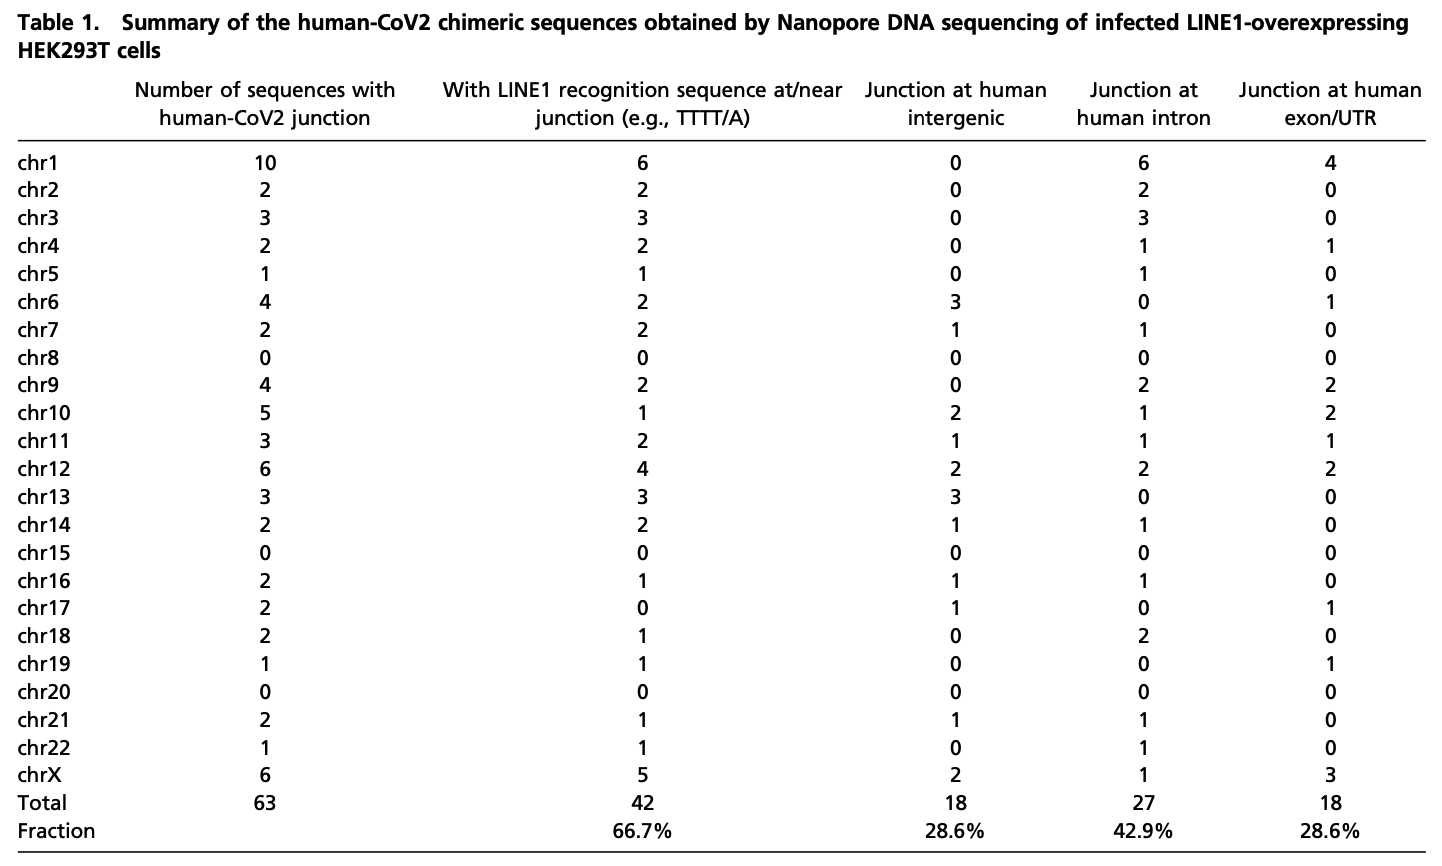 Table 1. Summary of the human-CoV2 chimeric sequences obtained by Nanopore DNA sequencing of infected LINE1-overexpressing
HEK293T cells
Number of sequences with human-CoV2 junction With LINE1 recognition sequence at/near junction (e.g., TTTT/A) Junction at human intergenic Junction at human intron Junction at human exon/UTR
chr1 10 6 0 6 4
chr2 2 2 0 2 0
chr3 3 3 0 3 0
chr4 2 2 0 1 1
chr5 1 1 0 1 0
chr6 4 2 3 0 1
chr7 2 2 1 1 0
chr8 0 0 0 0 0
chr9 4 2 0 2 2
chr10 5 1 2 1 2
chr11 3 2 1 1 1
chr12 6 4 2 2 2
chr13 3 3 3 0 0
chr14 2 2 1 1 0
chr15 0 0 0 0 0
chr16 2 1 1 1 0
chr17 2 0 1 0 1
chr18 2 1 0 2 0
chr19 1 1 0 0 1
chr20 0 0 0 0 0
chr21 2 1 1 1 0
chr22 1 1 0 1 0
chrX 6 5 2 1 3
Total 63 42 18 27 18
Fraction 66.7% 28.6% 42.9% 28.6%